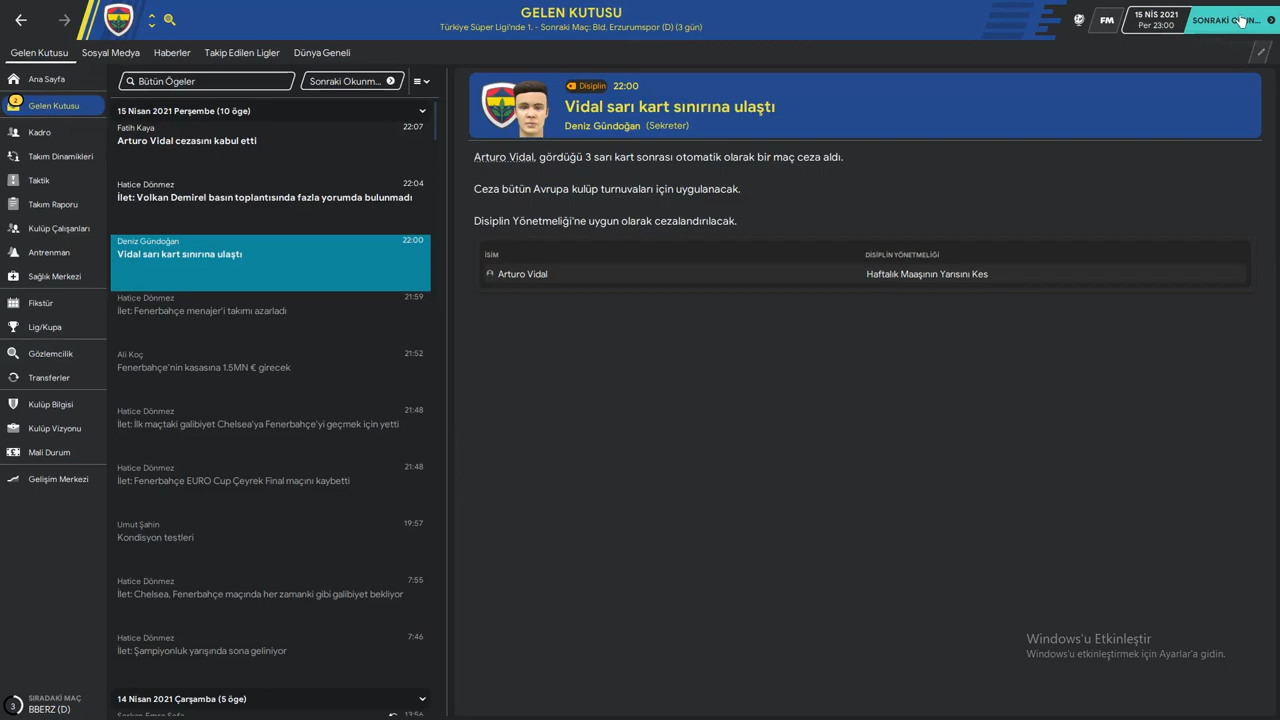 GELEN KUTUSU
Türkiye Süper Ligi'nde 1. - Sonraki Maç: Bld. Erzurumspor (D) (3 gün)
FM
15 NİS 2021
Per 23:00
Gelen Kutusu
Sosyal Medya
Haberler
Takip Edilen Ligler
Dünya Geneli
Ana Sayfa
2
Gelen Kutusu
Kadro
Takım Dinamikleri
Taktik
Takım Raporu
Kulüp Çalışanları
Antrenman
Sağlık Merkezi
Fikstür
Lig/Kupa
Gözlemcilik
Transferler
Kulüp Bilgisi
Kulüp Vizyonu
Mali Durum
Gelişim Merkezi
3
SIRADAKİ MAÇ
BBERZ (D)
Bütün Ögeler
Sonraki Okunm...
15 Nisan 2021 Perşembe (10 öge)
Fatih Kaya 22:07
Arturo Vidal cezasını kabul etti
Hatice Dönmez 22:04
İlet: Volkan Demirel basın toplantısında fazla yorumda bulunmadı
Deniz Gündoğan 22:00
Vidal sarı kart sınırına ulaştı
Hatice Dönmez 21:59
İlet: Fenerbahçe menajer'i takımı azarladı
Ali Koç 21:52
Fenerbahçe'nin kasasına 1.5MN € girecek
Hatice Dönmez 21:48
İlet: İlk maçtaki galibiyet Chelsea'ya Fenerbahçe'yi geçmek için yetti
Hatice Dönmez 21:48
İlet: Fenerbahçe EURO Cup Çeyrek Final maçını kaybetti
Umut Şahin 19:57
Kondisyon testleri
Hatice Dönmez 7:55
İlet: Chelsea, Fenerbahçe maçında her zamanki gibi galibiyet bekliyor
Hatice Dönmez 7:46
İlet: Şampiyonluk yarışında sona geliniyor
14 Nisan 2021 Çarşamba (5 öge)
13:56
Disiplin 22:00
Vidal sarı kart sınırına ulaştı
Deniz Gündoğan (Sekreter)
Arturo Vidal, gördüğü 3 sarı kart sonrası otomatik olarak bir maç ceza aldı.
Ceza bütün Avrupa kulüp turnuvaları için uygulanacak.
Disiplin Yönetmeliği'ne uygun olarak cezalandırılacak.
İSİM DİSİPLİN YÖNETMELİĞİ
Arturo Vidal Haftalık Maaşının Yarısını Kes
SONRAKİ
Windows'u Etkinleştir
Windows'u etkinleştirmek için Ayarlar'a gidin.